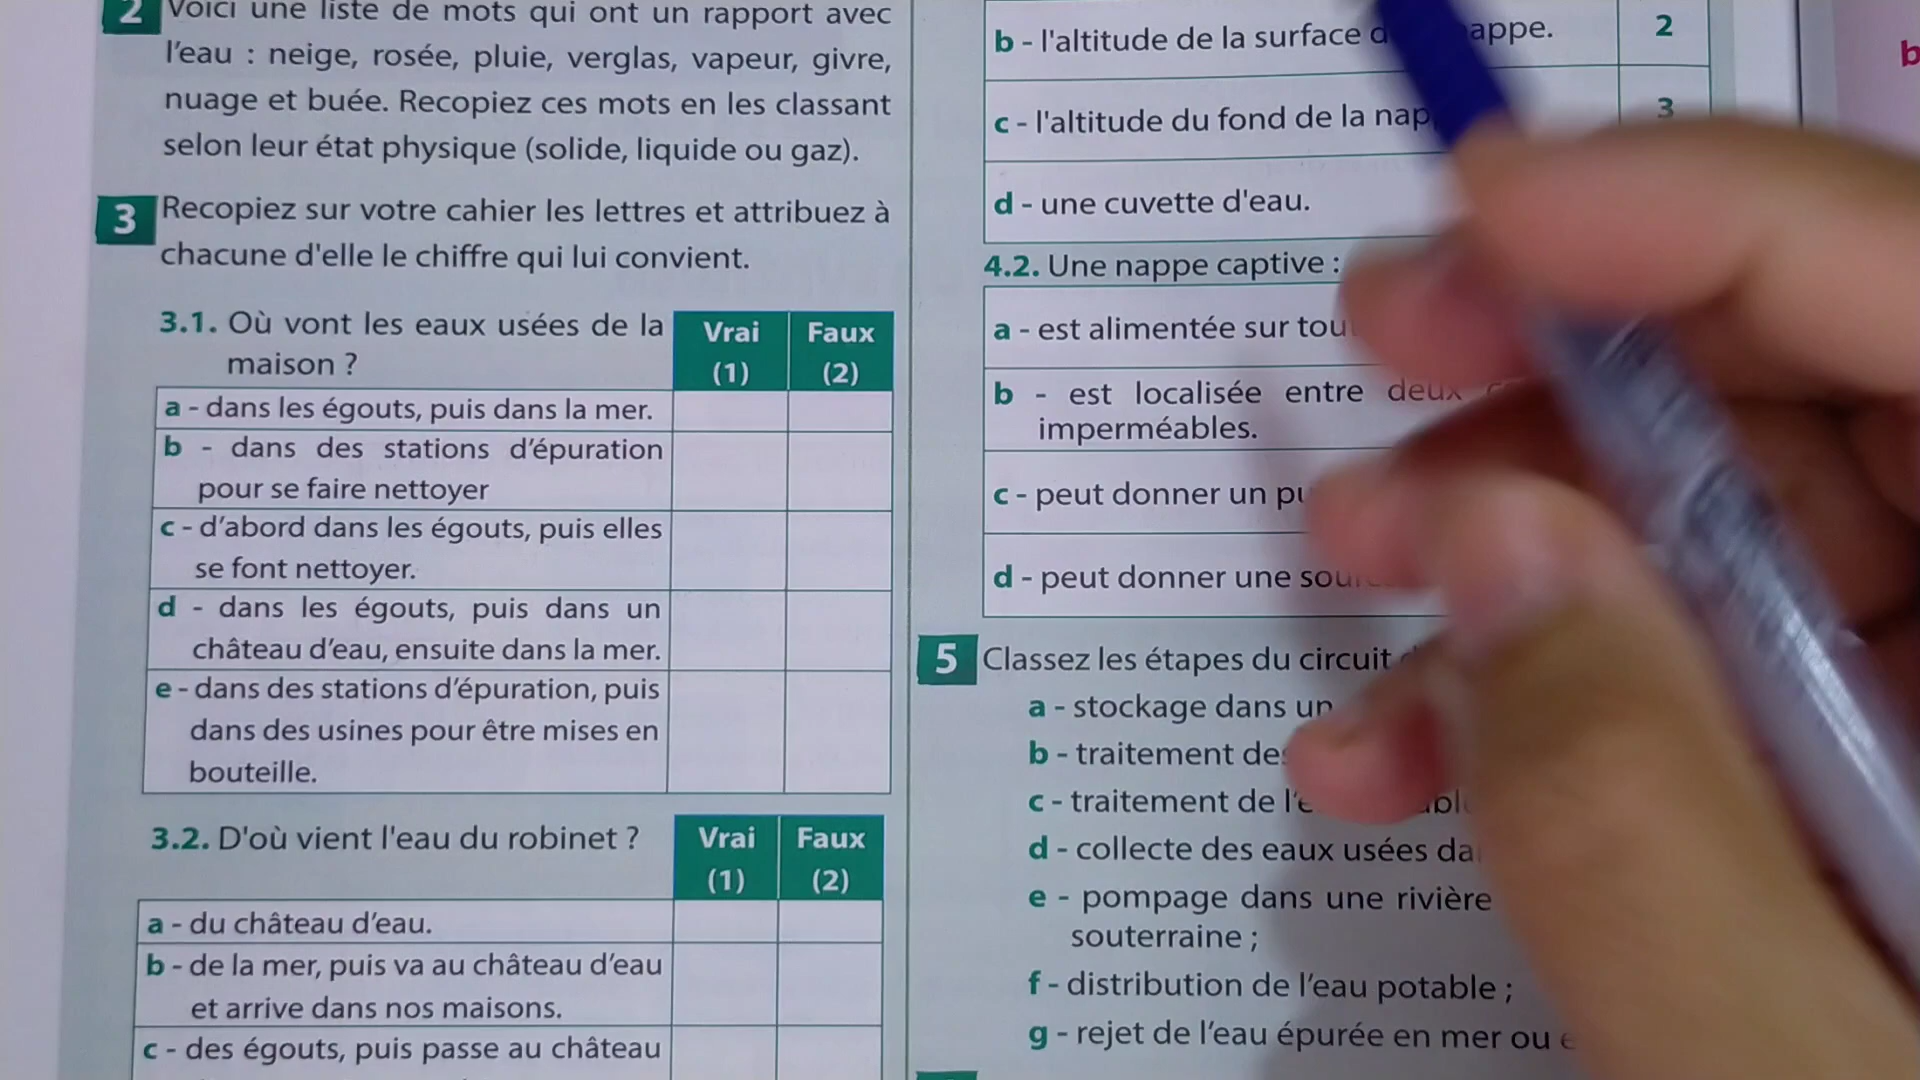 2 Voici une liste de mots qui ont un rapport avec
l'eau : neige, rosée, pluie, verglas, vapeur, givre,
nuage et buée. Recopiez ces mots en les classant
selon leur état physique (solide, liquide ou gaz).
3 Recopiez sur votre cahier les lettres et attribuez à
chacune d'elle le chiffre qui lui convient.
3.1. Où vont les eaux usées de la
maison ?
Vrai Faux
(1) (2)
a - dans les égouts, puis dans la mer.
b - dans des stations d'épuration
pour se faire nettoyer
c - d'abord dans les égouts, puis elles
se font nettoyer.
d - dans les égouts, puis dans un
château d'eau, ensuite dans la mer.
e - dans des stations d'épuration, puis
dans des usines pour être mises en
bouteille.
3.2. D'où vient l'eau du robinet ?
Vrai Faux
(1) (2)
a - du château d'eau.
b - de la mer, puis va au château d'eau
et arrive dans nos maisons.
c - des égouts, puis passe au château
b - l'altitude de la surface 2
c - l'altitude du fond de la 3
d - une cuvette d'eau.
4.2. Une nappe captive :
a - est alimentée sur
b - est localisée entre deux
imperméables.
c - peut donner un
d - peut donner une
5 Classez les étapes du circuit
a - stockage dans un
b - traitement
c - traitement de
d - collecte des eaux usées
e - pompage dans une rivière
souterraine ;
f - distribution de l'eau potable ;
g - rejet de l'eau épurée en mer ou
b